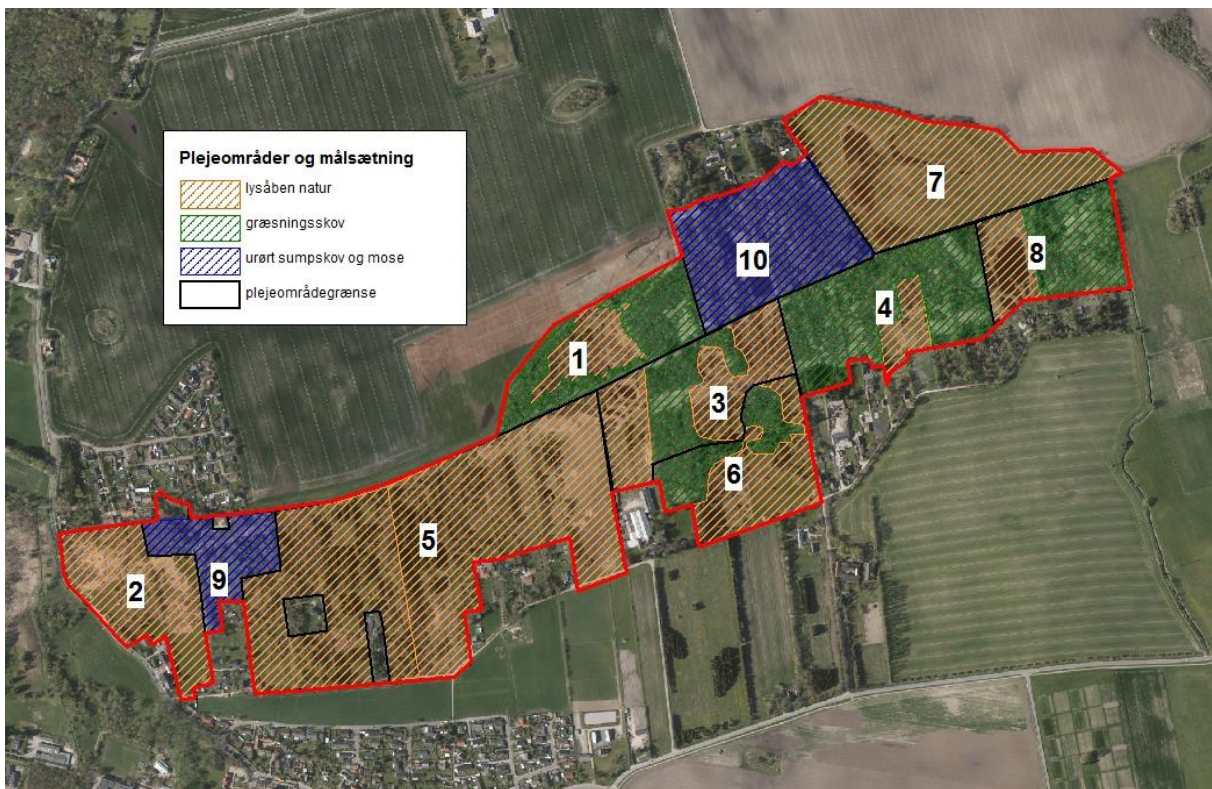 Plejeområder og målsætning
lysåben natur
græsningsskov
urørt sumpskov og mose
plejeområdegrænse
7
8
10
4
1
3
6
5
2
9